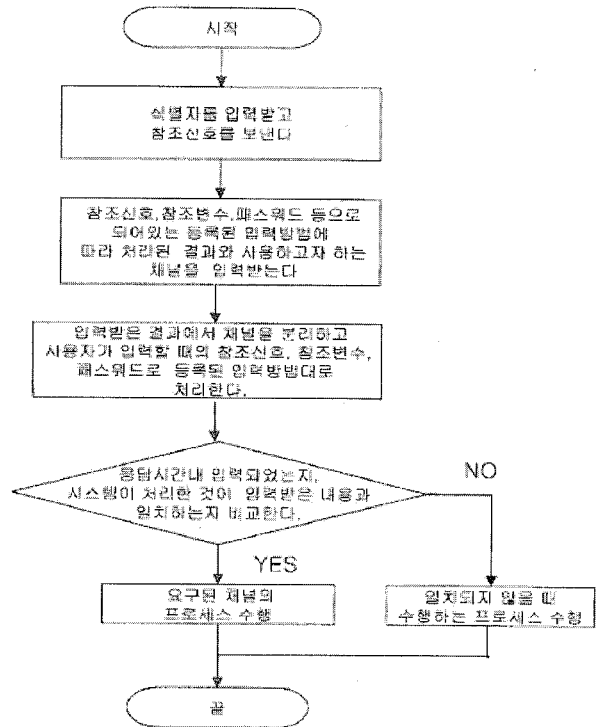 시작
식별자를 입력받고
참조신호를 보낸다
참조신호,참조변수,패스워드 등으로
되어있는 등록된 입력방법에
따라 처리된 결과와 사용하고자 하는
채널을 입력받는다
입력받은 결과에서 채널을 분리하고
사용자가 입력할 때의 참조신호, 참조변수,
패스워드로 등록된 입력방법대로
처리한다.
응답시간내 입력되었는지,
시스템이 처리한 것이 입력받은 내용과
일치하는지 비교한다.
NO
YES
요구된 채널의
프로세스 수행
일치되지 않을 때
수행하는 프로세스 수행
끝